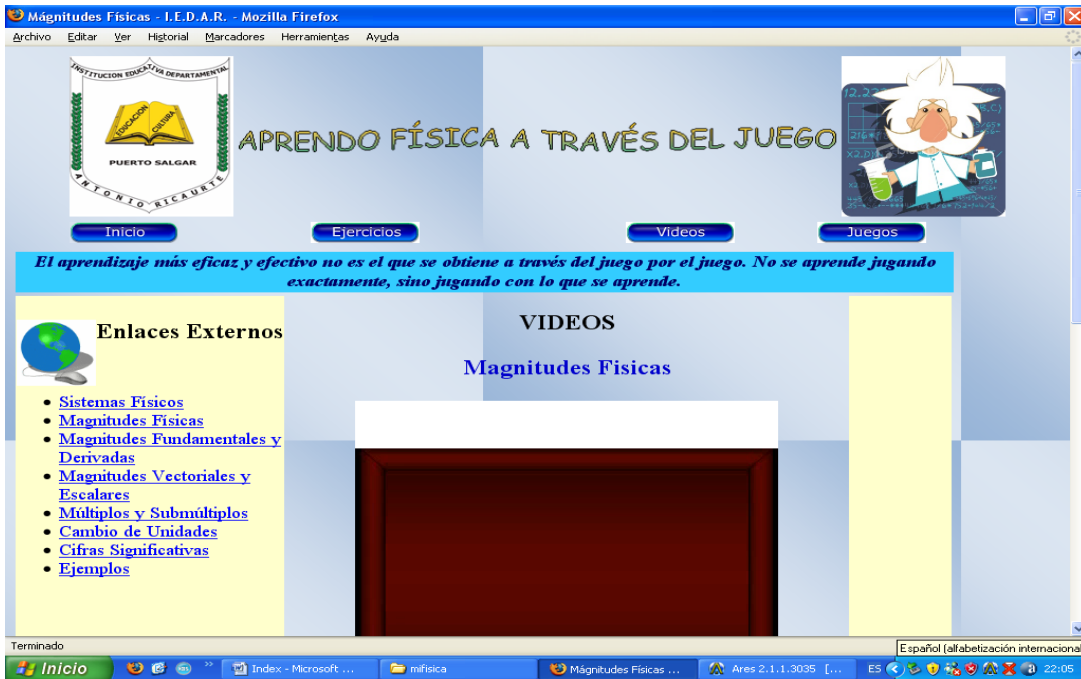 Mágnitudes Físicas - I.E.D.A.R. - Mozilla Firefox
Archivo Editar Ver Historial Marcadores Herramientas Ayuda
INSTITUCION EDUCATIVA DEPARTAMENTAL
EDUCACION CULTURA
PUERTO SALGAR
ANTONIO RICAURTE
APRENDO FÍSICA A TRAVÉS DEL JUEGO
Inicio Ejercicios Videos Juegos
El aprendizaje más eficaz y efectivo no es el que se obtiene a través del juego por el juego. No se aprende jugando
exactamente, sino jugando con lo que se aprende.
Enlaces Externos
Sistemas Físicos
Magnitudes Físicas
Magnitudes Fundamentales y
Derivadas
Magnitudes Vectoriales y
Escalares
Múltiplos y Submúltiplos
Cambio de Unidades
Cifras Significativas
Ejemplos
VIDEOS
Magnitudes Fisicas
Terminado
Español (alfabetización internacional
Inicio
Index - Microsoft ...
mifisica
Mágnitudes Físicas ...
Ares 2.1.1.3035 [...
ES
22:05